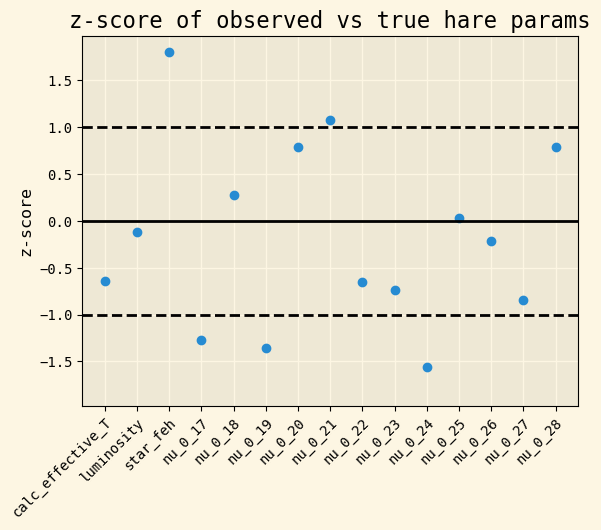 z-score of observed vs true hare params
z-score
1.5
1.0
0.5
0.0
−0.5
−1.0
−1.5
calc_effective_T
luminosity
star_feh
nu_0_17
nu_0_18
nu_0_19
nu_0_20
nu_0_21
nu_0_22
nu_0_23
nu_0_24
nu_0_25
nu_0_26
nu_0_27
nu_0_28